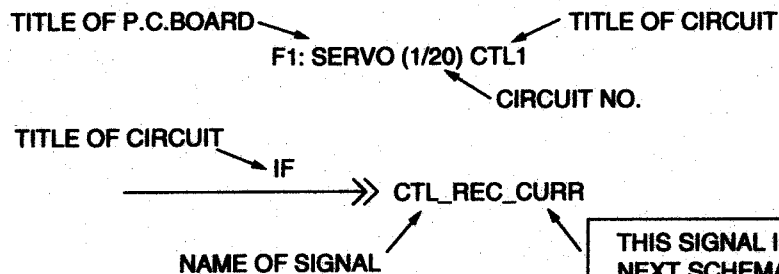 TITLE OF P.C.BOARD
TITLE OF CIRCUIT
F1: SERVO (1/20) CTL1
CIRCUIT NO.
TITLE OF CIRCUIT
IF
CTL_REC_CURR
NAME OF SIGNAL
THIS SIGNAL I
NEXT SCHEMA